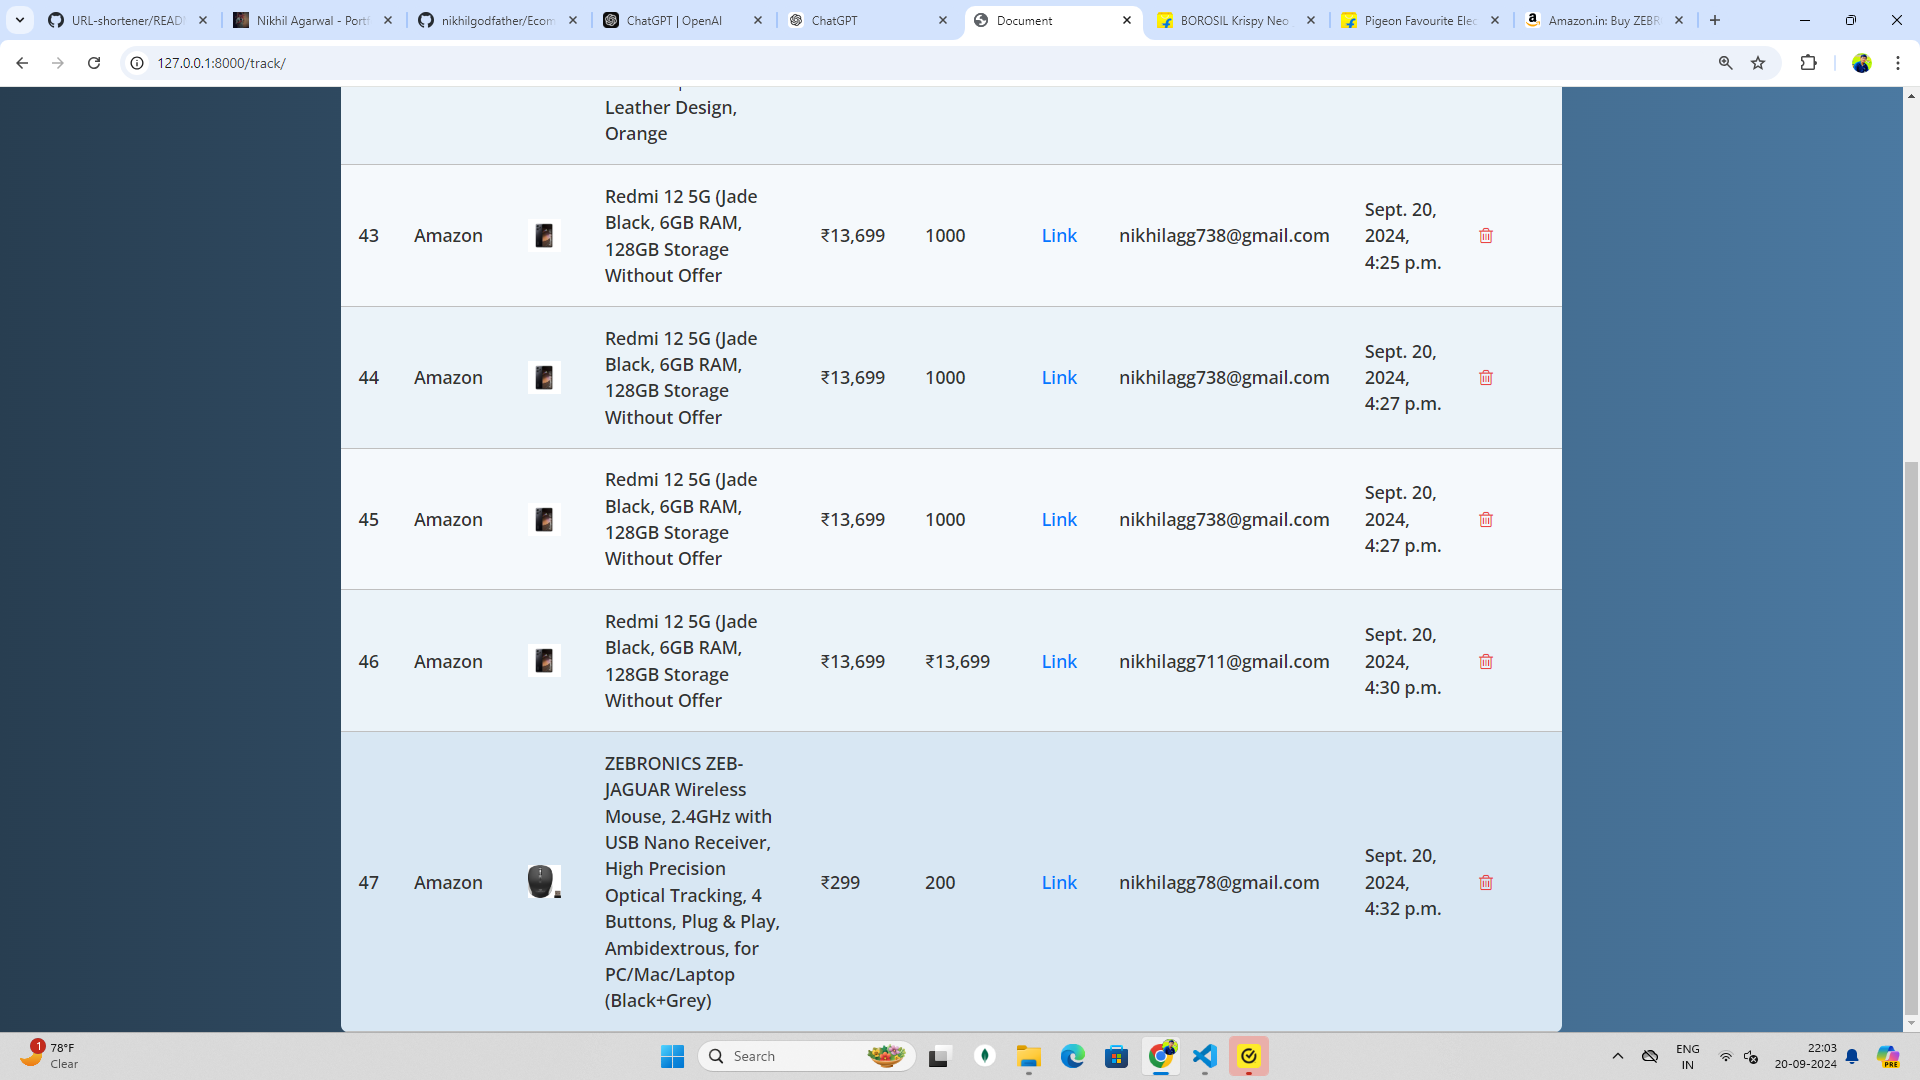 URL-shortener/READ
Nikhil Agarwal - Portf
nikhilgodfather/Ecom
ChatGPT | OpenAI
ChatGPT
Document
BOROSIL Krispy Neo
Pigeon Favourite Elec
Amazon.in: Buy ZEBR
127.0.0.1:8000/track/
Leather Design,
Orange
43
Amazon
Redmi 12 5G (Jade
Black, 6GB RAM,
128GB Storage
Without Offer
₹13,699
1000
Link
nikhilagg738@gmail.com
Sept. 20,
2024,
4:25 p.m.
44
Amazon
Redmi 12 5G (Jade
Black, 6GB RAM,
128GB Storage
Without Offer
₹13,699
1000
Link
nikhilagg738@gmail.com
Sept. 20,
2024,
4:27 p.m.
45
Amazon
Redmi 12 5G (Jade
Black, 6GB RAM,
128GB Storage
Without Offer
₹13,699
1000
Link
nikhilagg738@gmail.com
Sept. 20,
2024,
4:27 p.m.
46
Amazon
Redmi 12 5G (Jade
Black, 6GB RAM,
128GB Storage
Without Offer
₹13,699
₹13,699
Link
nikhilagg711@gmail.com
Sept. 20,
2024,
4:30 p.m.
47
Amazon
ZEBRONICS ZEB-
JAGUAR Wireless
Mouse, 2.4GHz with
USB Nano Receiver,
High Precision
Optical Tracking, 4
Buttons, Plug & Play,
Ambidextrous, for
PC/Mac/Laptop
(Black+Grey)
₹299
200
Link
nikhilagg78@gmail.com
Sept. 20,
2024,
4:32 p.m.
1
78°F
Clear
Search
ENG
IN
22:03
20-09-2024
PRE